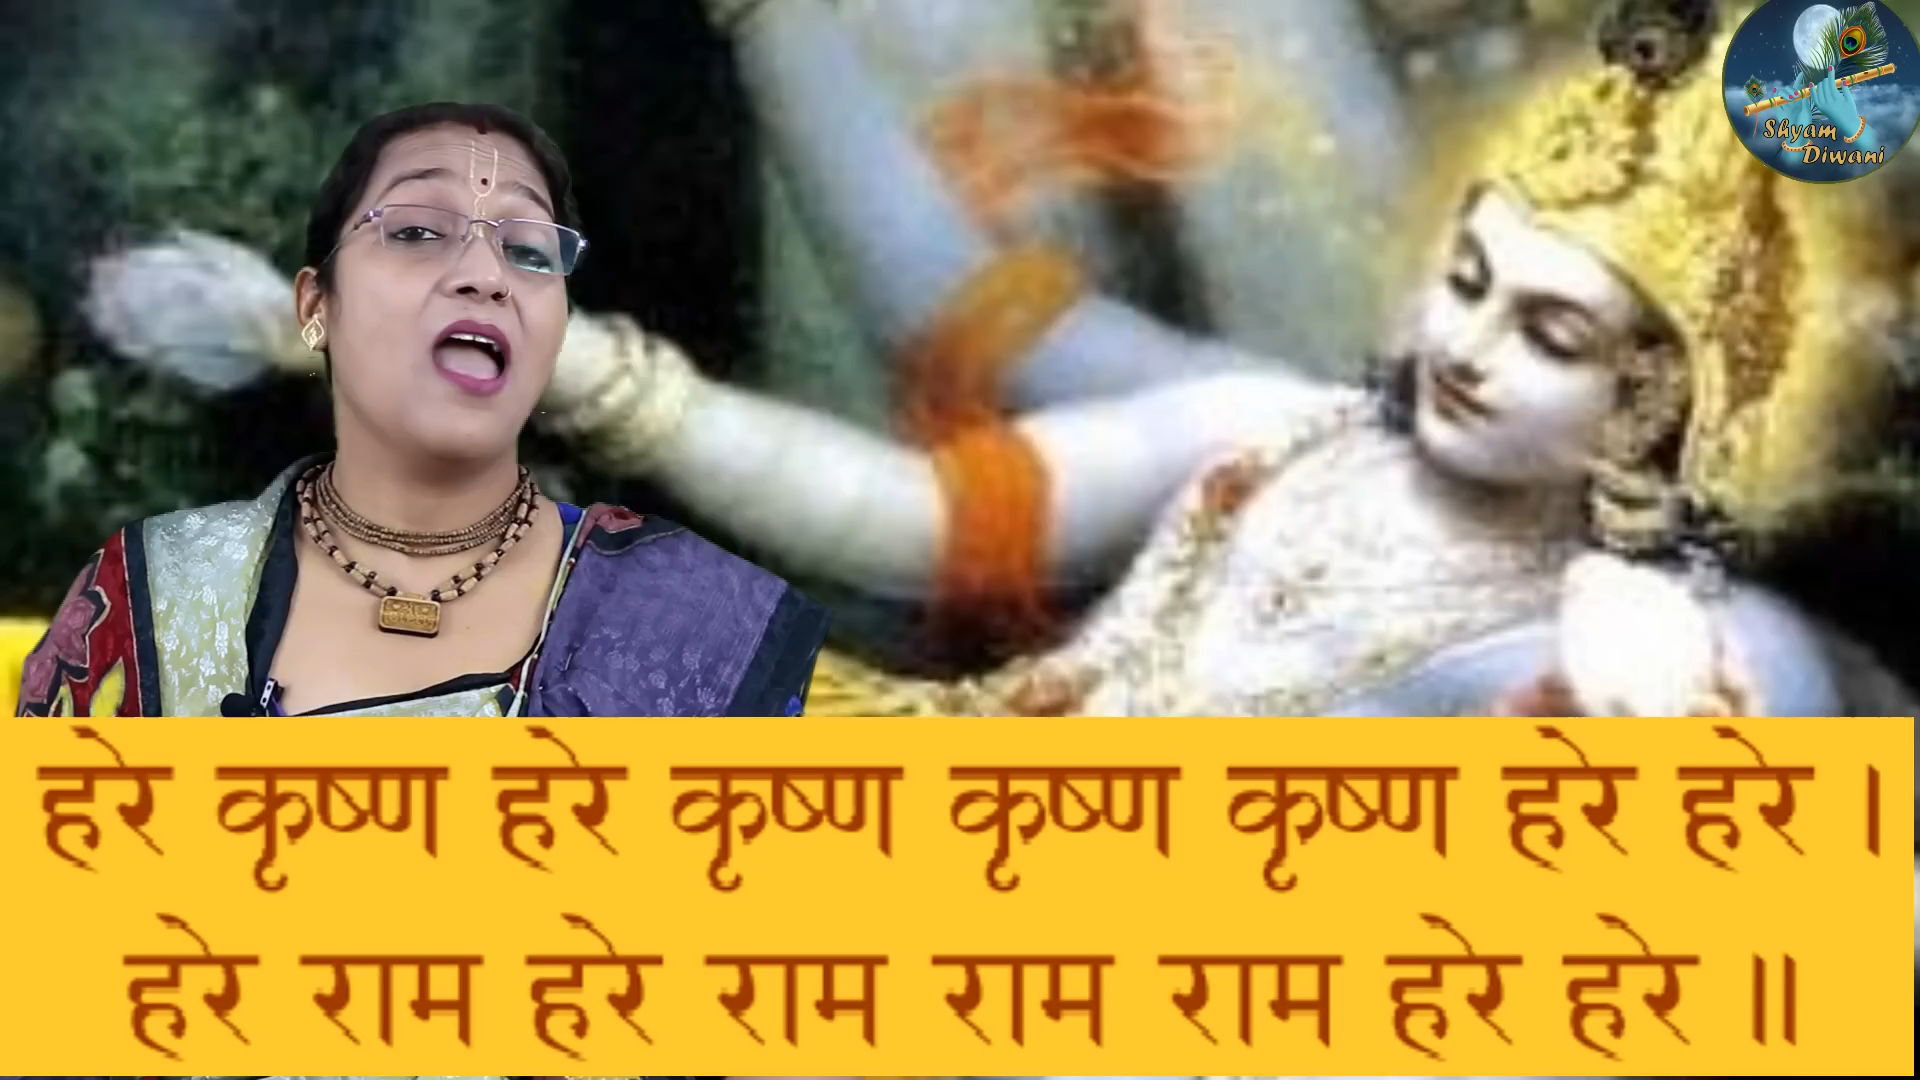 Shyam
Diwani
हरे कृष्ण हरे कृष्ण कृष्ण कृष्ण हरे हरे ।
हरे राम हरे राम राम राम हरे हरे ॥